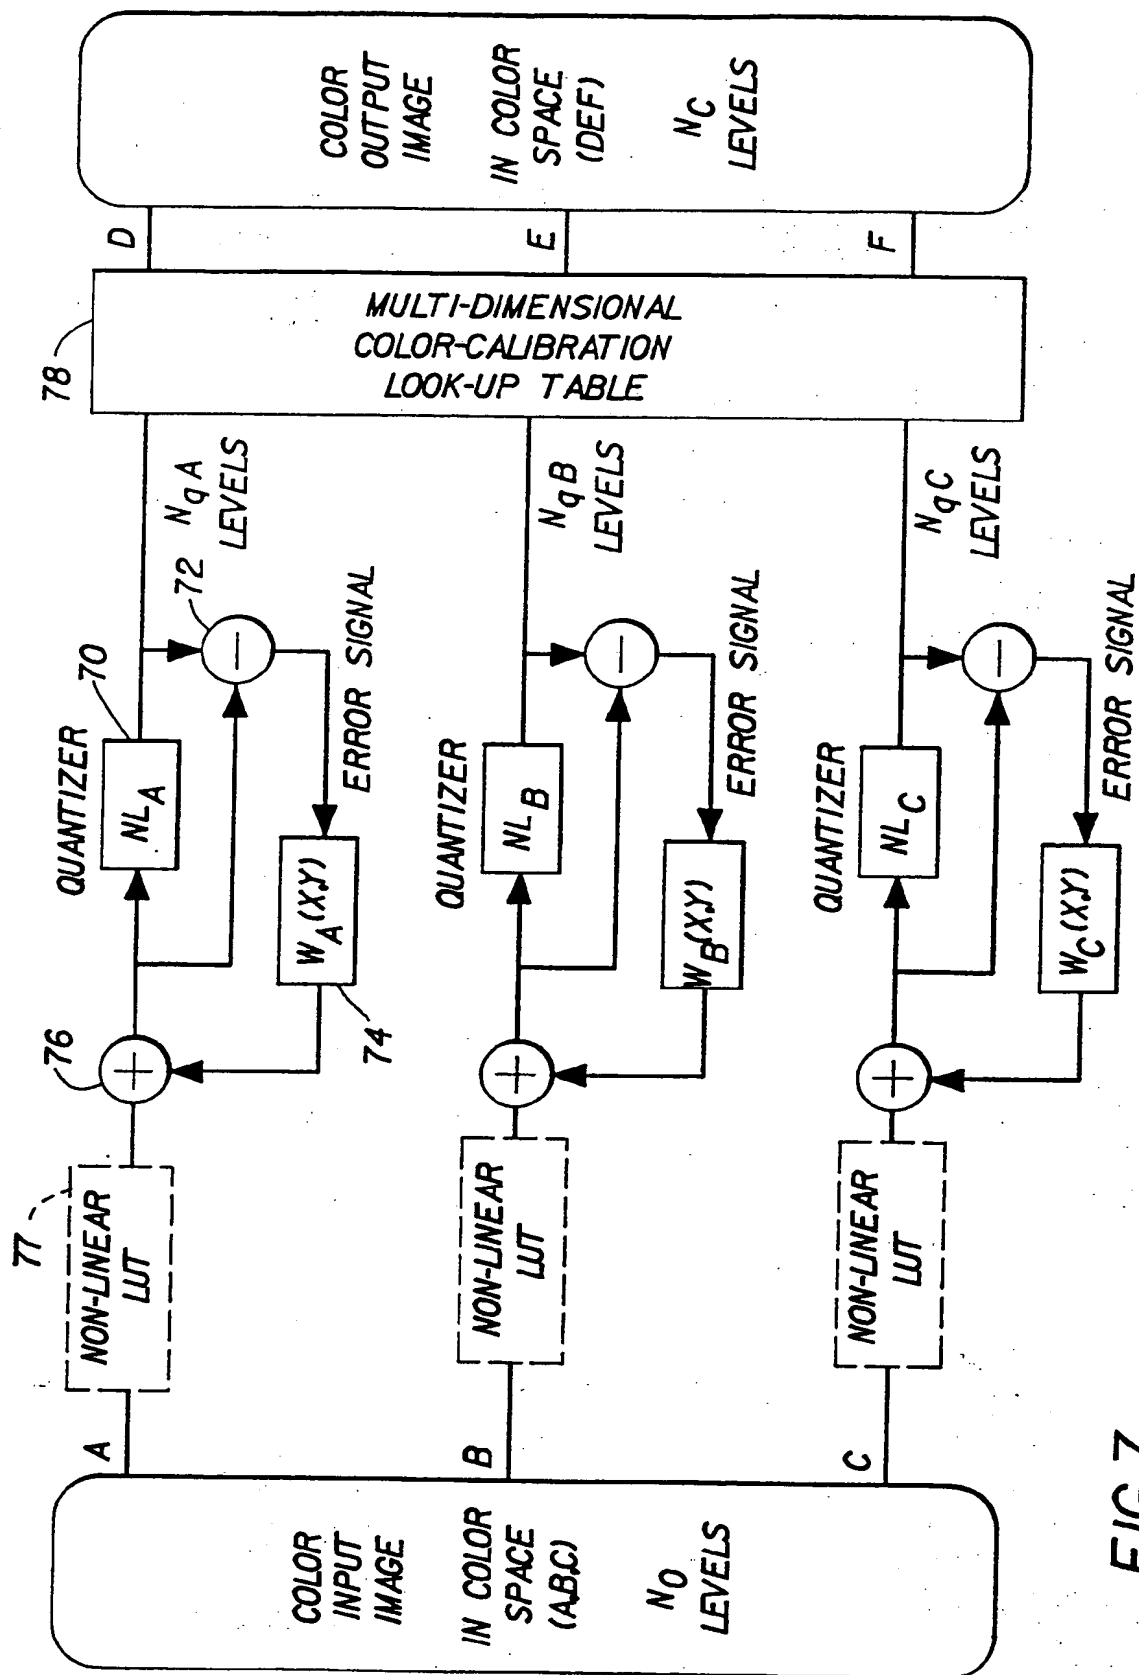 COLOR
INPUT
IMAGE
IN COLOR
SPACE
(A,B,C)
N0
LEVELS
A
B
C
77
NON-LINEAR
LUT
NON-LINEAR
LUT
NON-LINEAR
LUT
76
QUANTIZER
NLA
70
72
WA(X,Y)
74
ERROR SIGNAL
NqA
LEVELS
QUANTIZER
NLB
WB(X,Y)
ERROR SIGNAL
NqB
LEVELS
QUANTIZER
NLC
WC(X,Y)
ERROR SIGNAL
NqC
LEVELS
78
MULTI-DIMENSIONAL
COLOR-CALIBRATION
LOOK-UP TABLE
D
E
F
COLOR
OUTPUT
IMAGE
IN COLOR
SPACE
(DEF)
NC
LEVELS
FIG.7